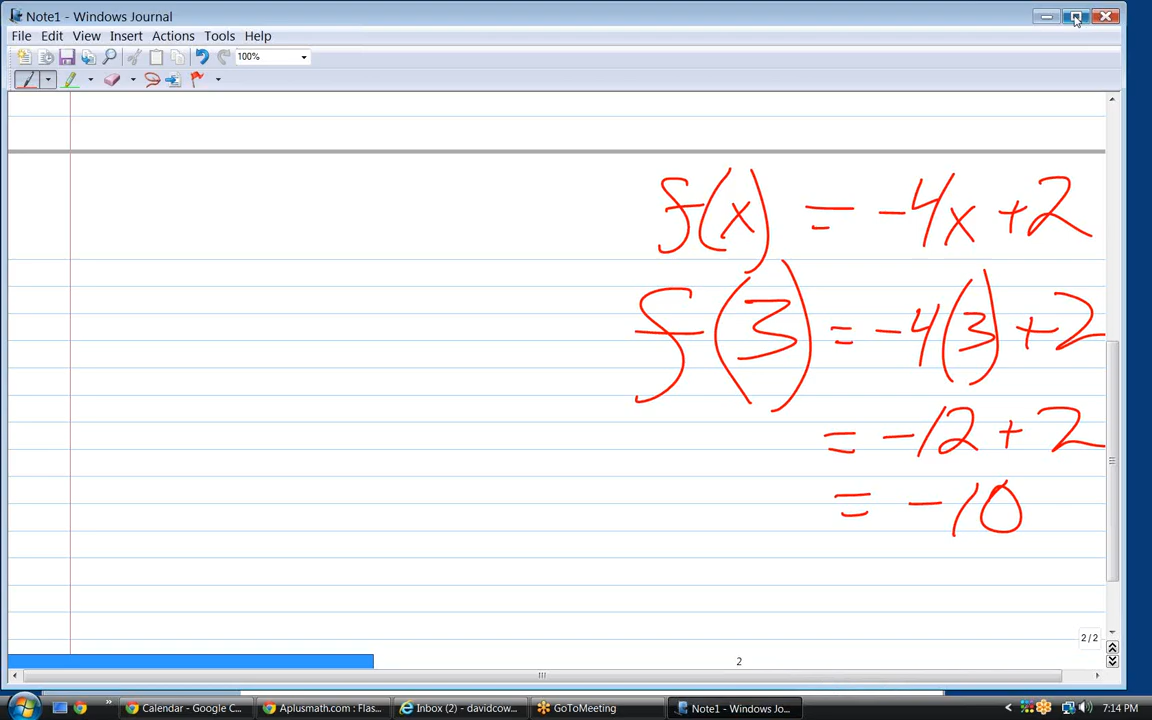 Note1 - Windows Journal
File Edit View Insert Actions Tools Help
100%
f(x) = -4x +2
f(3) = -4(3) +2
= -12 + 2
= -10
2/2
2
Calendar - Google C... Aplusmath.com : Flas... Inbox (2) - davidcow... GoToMeeting Note1 - Windows Jo... 7:14 PM